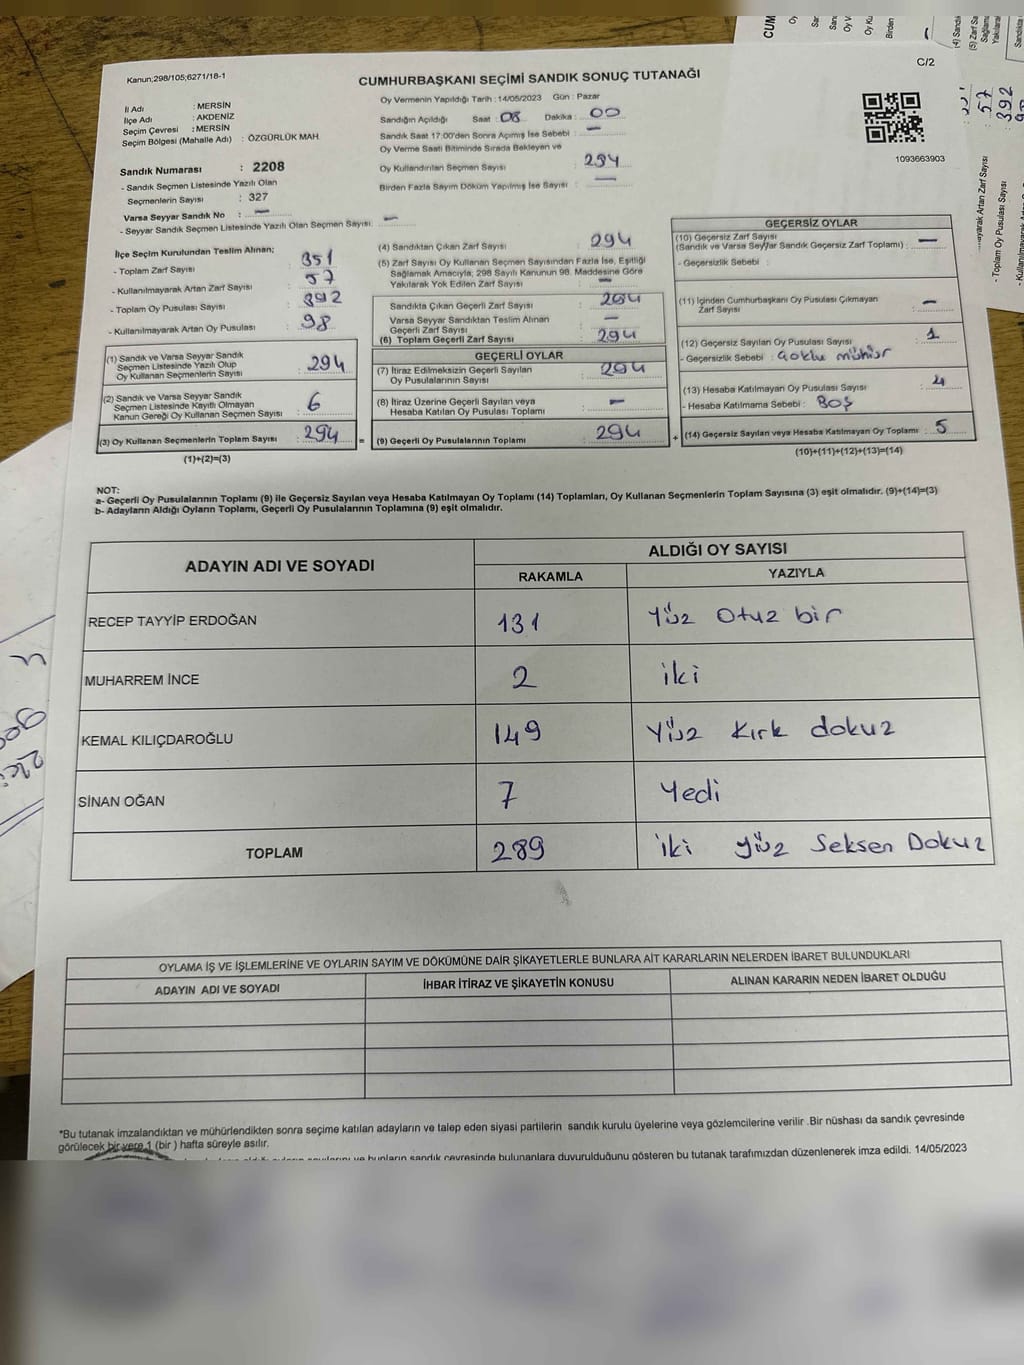 C/2
Kanun;298/105;6271/18-1
CUMHURBAŞKANI SEÇİMİ SANDIK SONUÇ TUTANAĞI
1093663903
İl Adı : MERSİN
İlçe Adı : AKDENİZ
Seçim Çevresi : MERSİN
Seçim Bölgesi (Mahalle Adı) : ÖZGÜRLÜK MAH.
Sandık Numarası : 2208
- Sandık Seçmen Listesinde Yazılı Olan
Seçmenlerin Sayısı : 327
Varsa Seyyar Sandık No : —
- Seyyar Sandık Seçmen Listesinde Yazılı Olan Seçmen Sayısı: —
Oy Vermenin Yapıldığı Tarih : 14/05/2023 Gün : Pazar
Sandığın Açıldığı Saat : 08 Dakika : 00
Sandık Saat 17:00'den Sonra Açımış İse Sebebi : —
Oy Verme Saati Bitiminde Sırada Bekleyen ve
Oy Kullandırılan Seçmen Sayısı : 294
Birden Fazla Sayım Döküm Yapılmış İse Sayısı : —
İlçe Seçim Kurulundan Teslim Alınan;
- Toplam Zarf Sayısı : 351
- Kullanılmayarak Artan Zarf Sayısı : 57
- Toplam Oy Pusulası Sayısı : 392
- Kullanılmayarak Artan Oy Pusulası : 98
(1) Sandık ve Varsa Seyyar Sandık
Seçmen Listesinde Yazılı Olup
Oy Kullanan Seçmenlerin Sayısı : 294
(2) Sandık ve Varsa Seyyar Sandık
Seçmen Listesinde Kayıtlı Olmayan
Kanun Gereği Oy Kullanan Seçmen Sayısı : 6
(3) Oy Kullanan Seçmenlerin Toplam Sayısı : 294 =
(1)+(2)=(3)
(4) Sandıktan Çıkan Zarf Sayısı : 294
(5) Zarf Sayısı Oy Kullanan Seçmen Sayısından Fazla İse, Eşitliği
Sağlamak Amacıyla; 298 Sayılı Kanunun 98. Maddesine Göre
Yakılarak Yok Edilen Zarf Sayısı : —
Sandıkta Çıkan Geçerli Zarf Sayısı : 294
Varsa Seyyar Sandıktan Teslim Alınan
Geçerli Zarf Sayısı : —
(6) Toplam Geçerli Zarf Sayısı : 294
GEÇERLİ OYLAR
(7) İtiraz Edilmeksizin Geçerli Sayılan
Oy Pusulalarının Sayısı : 294
(8) İtiraz Üzerine Geçerli Sayılan veya
Hesaba Katılan Oy Pusulası Toplamı : —
(9) Geçerli Oy Pusulalarının Toplamı : 294 +
GEÇERSİZ OYLAR
(10) Geçersiz Zarf Sayısı
(Sandık ve Varsa Seyyar Sandık Geçersiz Zarf Toplamı) : —
- Geçersizlik Sebebi :
(11) İçinden Cumhurbaşkanı Oy Pusulası Çıkmayan
Zarf Sayısı : —
(12) Geçersiz Sayılan Oy Pusulası Sayısı : 1
- Geçersizlik Sebebi : Çoklu mühür
(13) Hesaba Katılmayan Oy Pusulası Sayısı : 4
- Hesaba Katılmama Sebebi : Boş
(14) Geçersiz Sayılan veya Hesaba Katılmayan Oy Toplamı : 5
(10)+(11)+(12)+(13)=(14)
NOT:
a- Geçerli Oy Pusulalarının Toplamı (9) ile Geçersiz Sayılan veya Hesaba Katılmayan Oy Toplamı (14) Toplamları, Oy Kullanan Seçmenlerin Toplam Sayısına (3) eşit olmalıdır. (9)+(14)=(3)
b- Adayların Aldığı Oyların Toplamı, Geçerli Oy Pusulalarının Toplamına (9) eşit olmalıdır.
ADAYIN ADI VE SOYADI ALDIĞI OY SAYISI
RAKAMLA YAZIYLA
RECEP TAYYİP ERDOĞAN 131 Yüz Otuz bir
MUHARREM İNCE 2 iki
KEMAL KILIÇDAROĞLU 149 Yüz Kırk dokuz
SİNAN OĞAN 7 Yedi
TOPLAM 289 iki yüz Seksen Dokuz
OYLAMA İŞ VE İŞLEMLERİNE VE OYLARIN SAYIM VE DÖKÜMÜNE DAİR ŞİKAYETLERLE BUNLARA AİT KARARLARIN NELERDEN İBARET BULUNDUKLARI
ADAYIN ADI VE SOYADI İHBAR İTİRAZ VE ŞİKAYETİN KONUSU ALINAN KARARIN NEDEN İBARET OLDUĞU
*Bu tutanak imzalandıktan ve mühürlendikten sonra seçime katılan adayların ve talep eden siyasi partilerin sandık kurulu üyelerine veya gözlemcilerine verilir .Bir nüshası da sandık çevresinde
görülecek bir yere 1 (bir ) hafta süreyle asılır.
ve bunların sandık çevresinde bulunanlara duyurulduğunu gösteren bu tutanak tarafımızdan düzenlenerek imza edildi. 14/05/2023